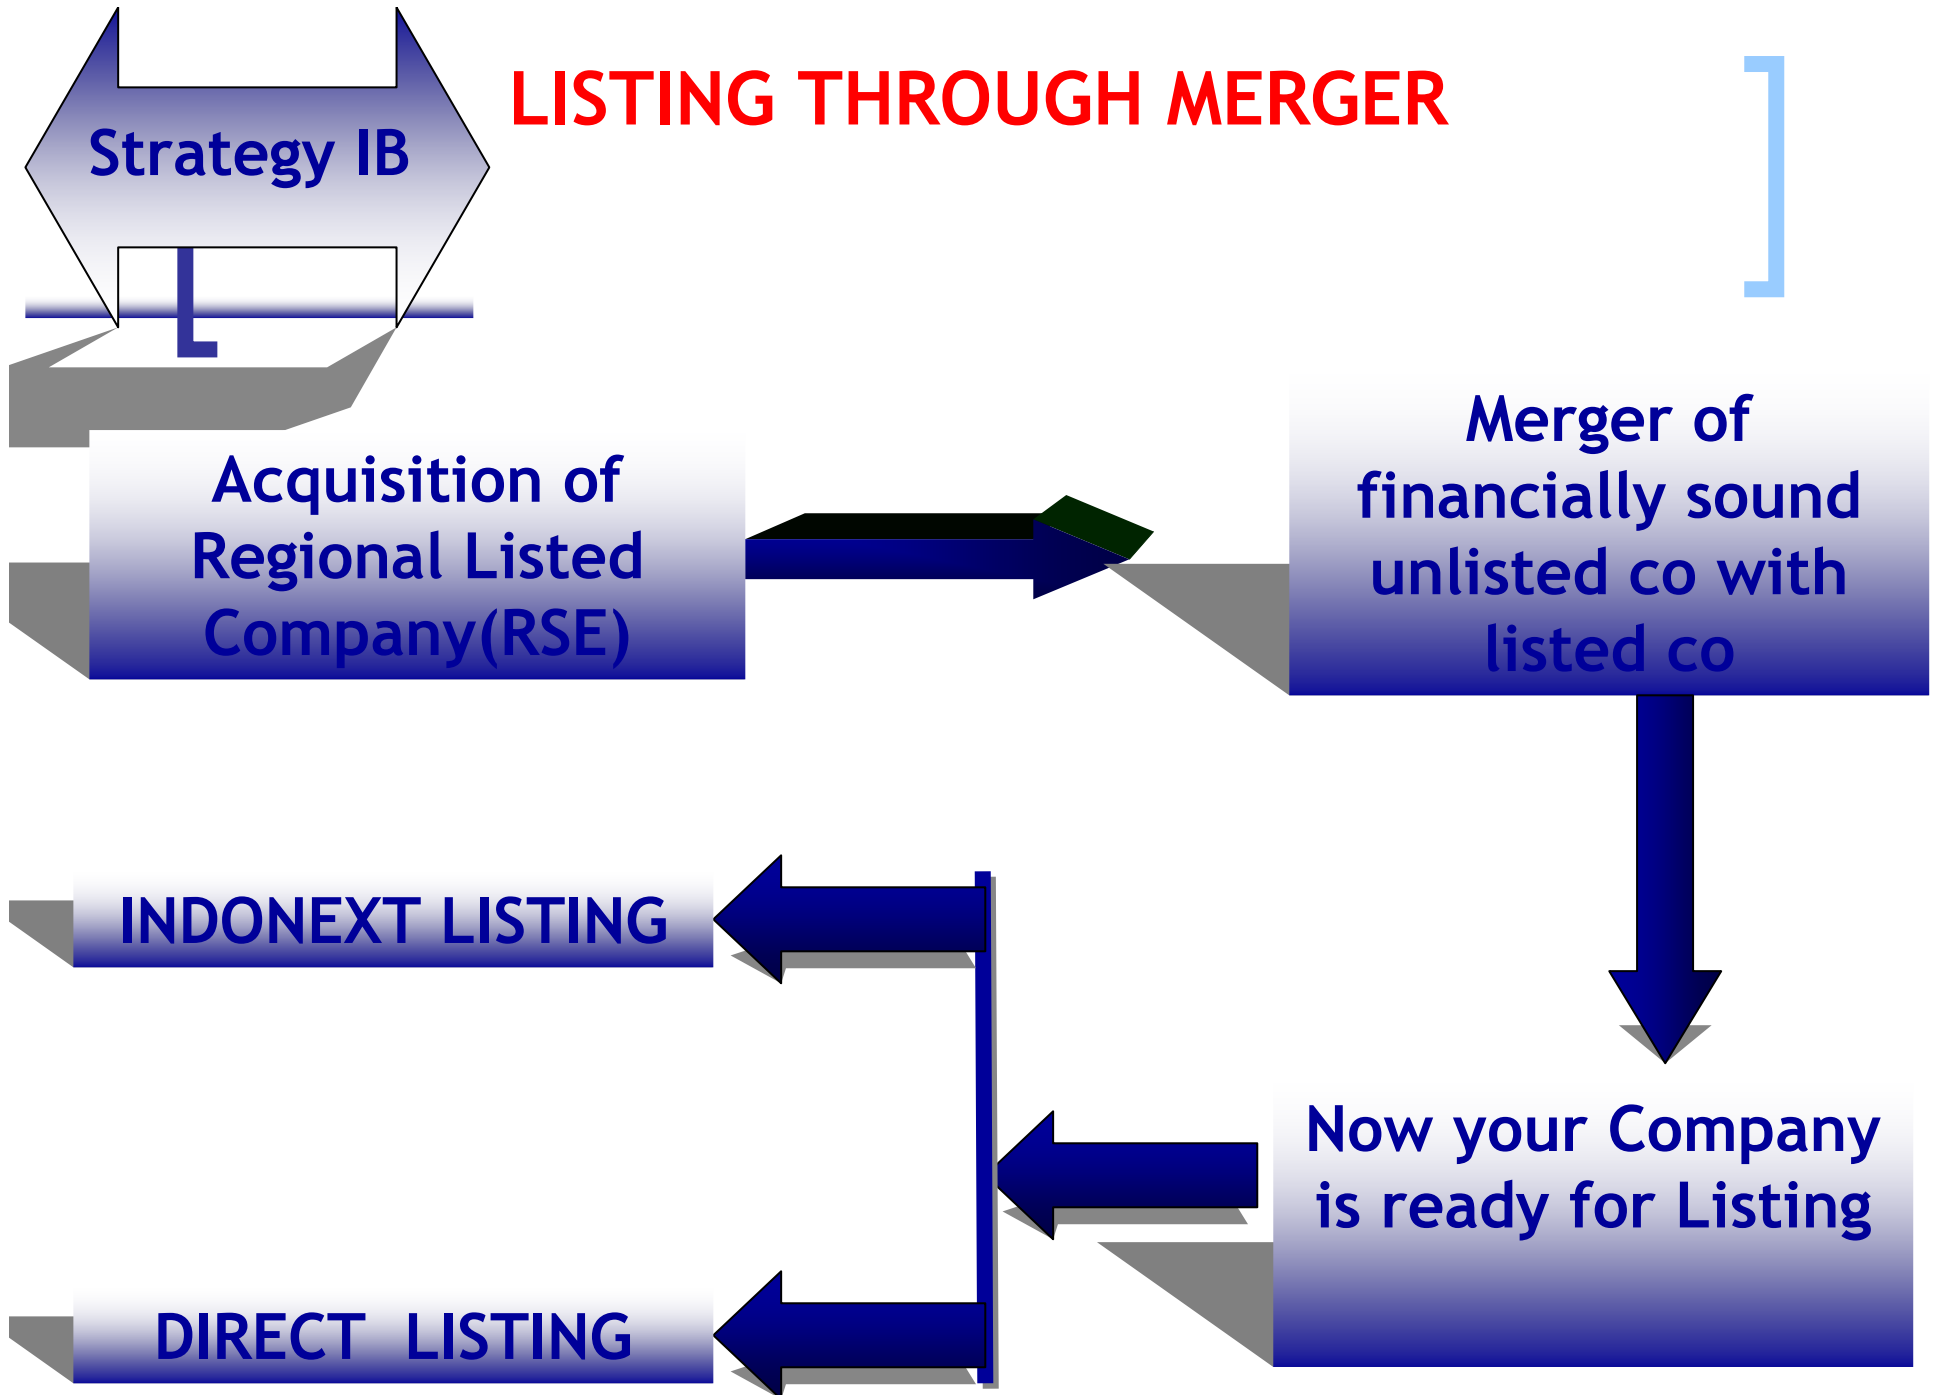 LISTING THROUGH MERGER
Strategy IB
Acquisition of
Regional Listed
Company(RSE)
Merger of
financially sound
unlisted co with
listed co
Now your Company
is ready for Listing
INDONEXT LISTING
DIRECT LISTING